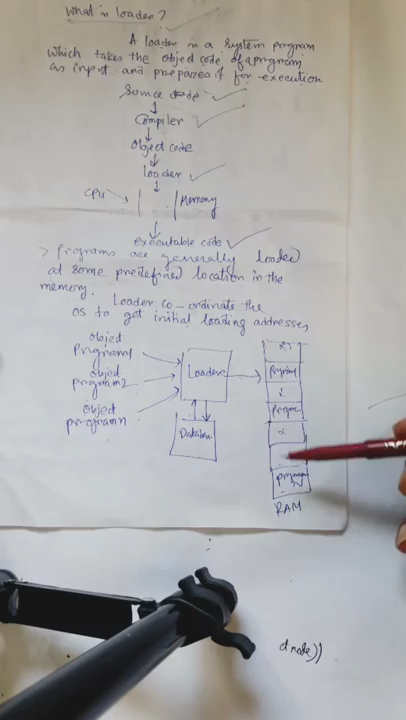 What is loader?
A loader is a system program
which takes the object code of a program
as input and prepares it for execution
Source code
Compiler
Object code
loader
CPU
Memory
executable code
> Programs are generally loaded
at some predefined location in the
memory.
Loader co-ordinate the
OS to get initial loading addresses
object
program1
object
program2
object
program n
Loader
Database
Program
Program
program
RAM
d node))